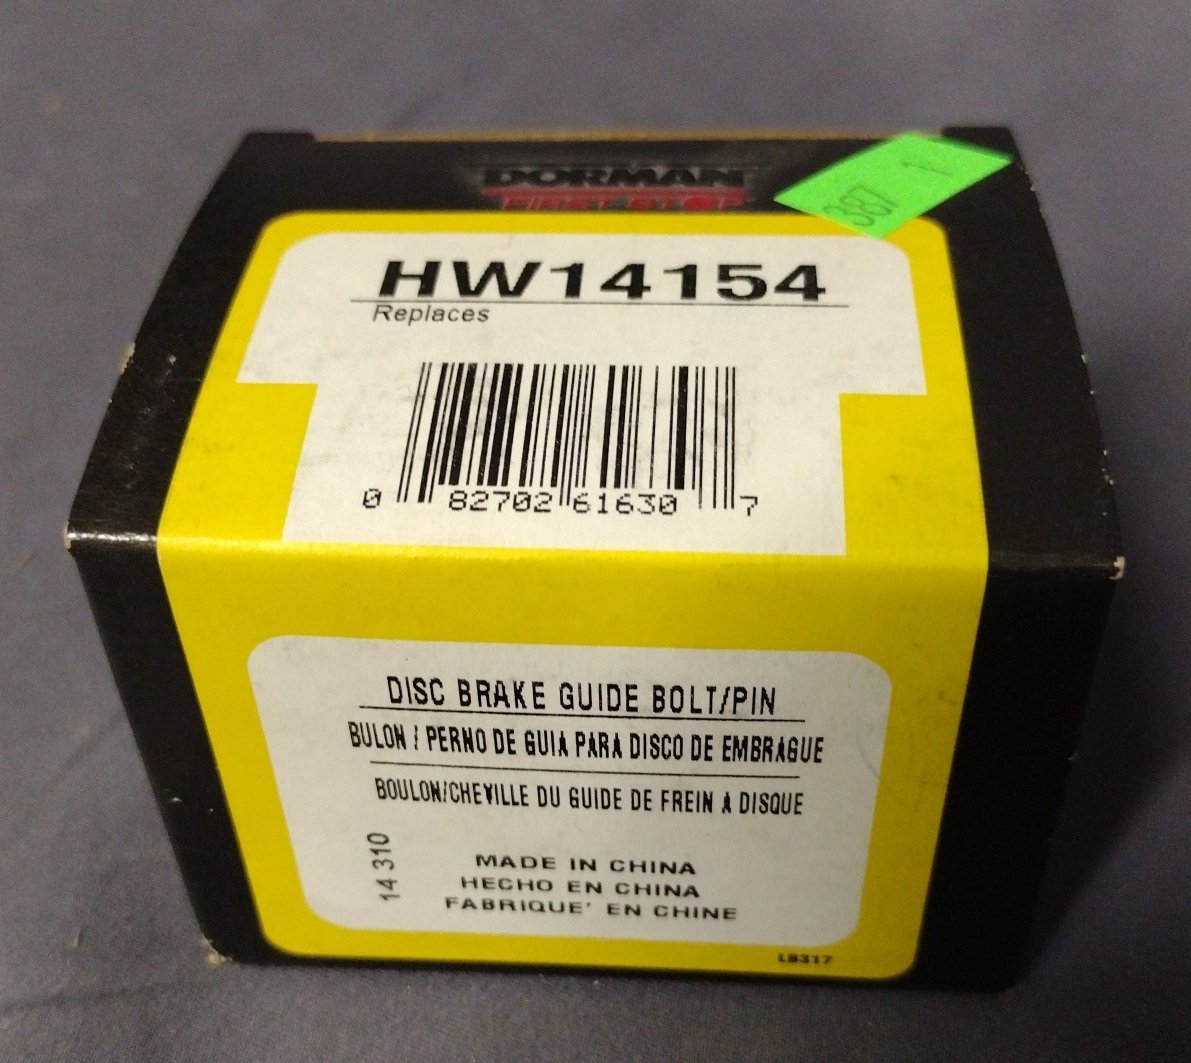 DORMAN
FIRST STOP
387 1
HW14154
Replaces
0 82702 61630 7
DISC BRAKE GUIDE BOLT/PIN
BULON / PERNO DE GUIA PARA DISCO DE EMBRAGUE
BOULON/CHEVILLE DU GUIDE DE FREIN A DISQUE
14 310
MADE IN CHINA
HECHO EN CHINA
FABRIQUE' EN CHINE
LB317